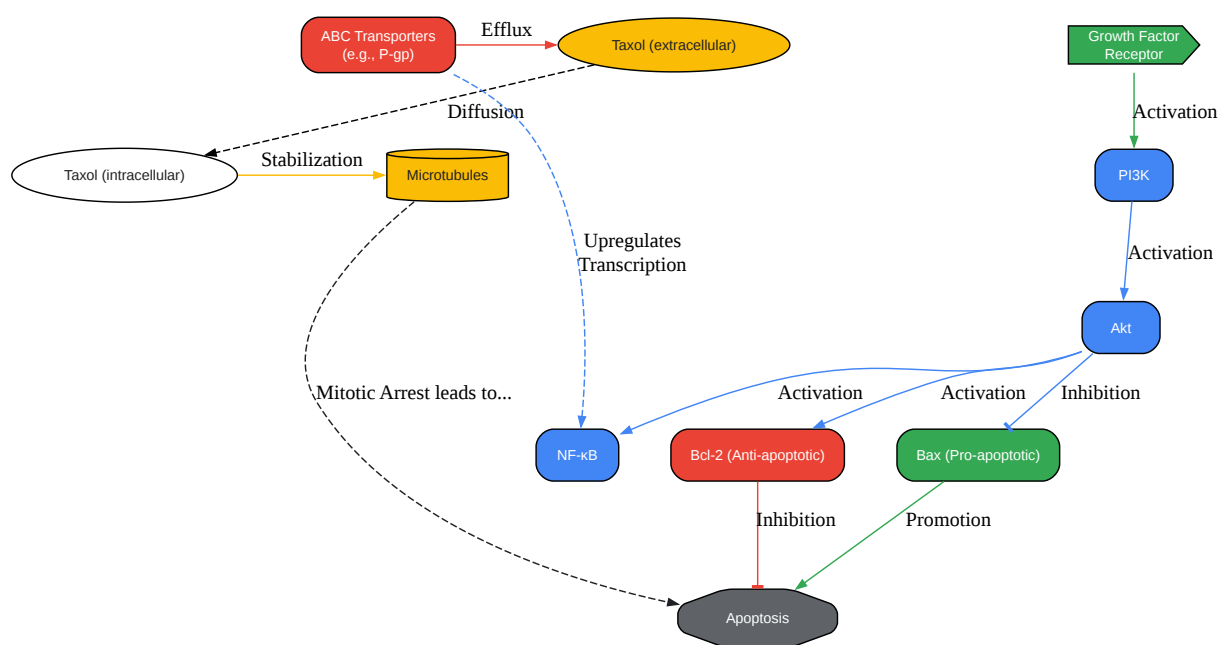 ABC Transporters
(e.g., P-gp)
Efflux
Taxol (extracellular)
Growth Factor
Receptor
Diffusion
Activation
Taxol (intracellular)
Stabilization
Microtubules
PI3K
Upregulates
Transcription
Activation
Akt
Mitotic Arrest leads to...
Activation
Activation
Inhibition
NF-κB
Bcl-2 (Anti-apoptotic)
Bax (Pro-apoptotic)
Inhibition
Promotion
Apoptosis